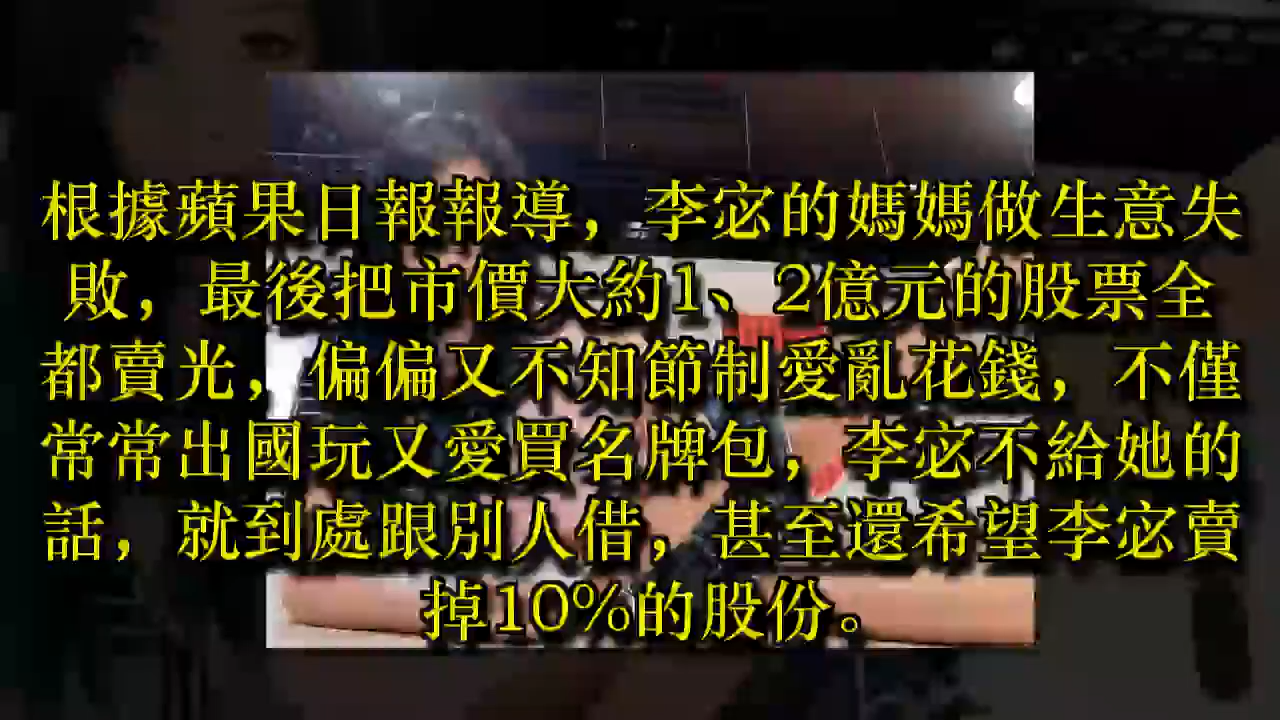 根據蘋果日報報導，李宓的媽媽做生意失
敗，最後把市價大約1、2億元的股票全
都賣光，偏偏又不知節制愛亂花錢，不僅
常常出國玩又愛買名牌包，李宓不給她的
話，就到處跟別人借，甚至還希望李宓賣
掉10%的股份。